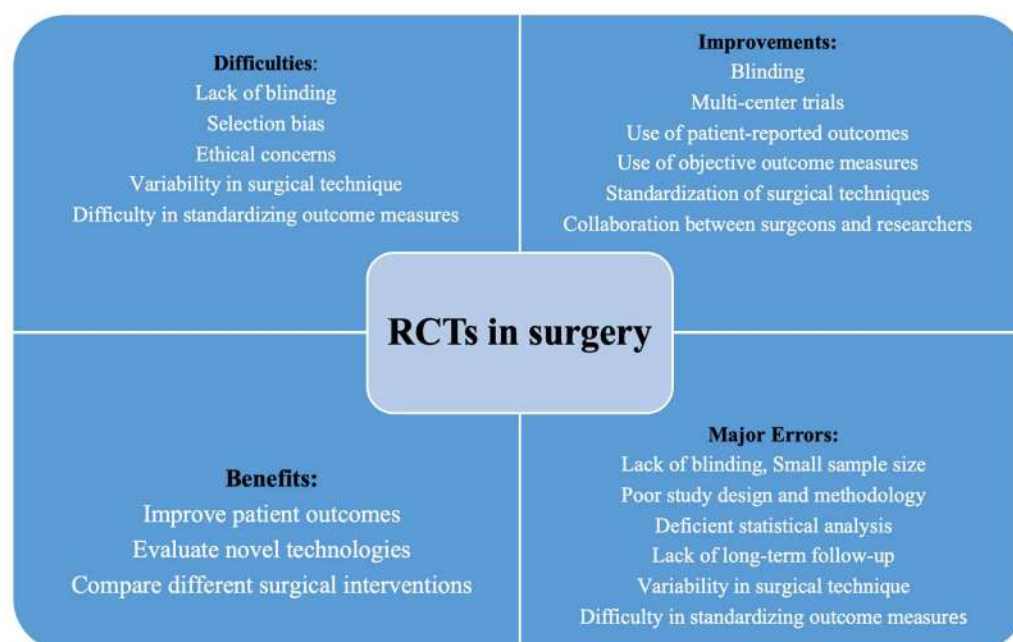 Difficulties:
Lack of blinding
Selection bias
Ethical concerns
Variability in surgical technique
Difficulty in standardizing outcome measures
Improvements:
Blinding
Multi-center trials
Use of patient-reported outcomes
Use of objective outcome measures
Standardization of surgical techniques
Collaboration between surgeons and researchers
RCTs in surgery
Benefits:
Improve patient outcomes
Evaluate novel technologies
Compare different surgical interventions
Major Errors:
Lack of blinding, Small sample size
Poor study design and methodology
Deficient statistical analysis
Lack of long-term follow-up
Variability in surgical technique
Difficulty in standardizing outcome measures